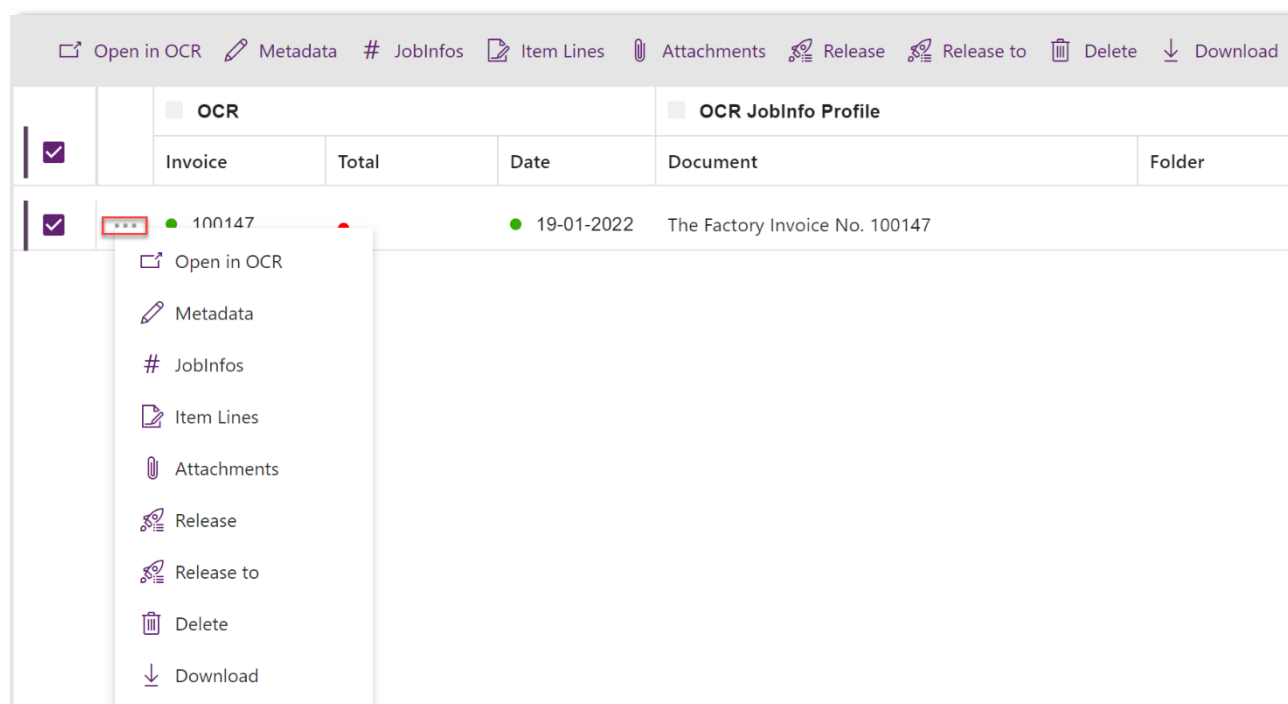 Open in OCR Metadata # JobInfos Item Lines Attachments Release Release to Delete Download
OCR OCR JobInfo Profile
Invoice Total Date Document Folder
100147 19-01-2022 The Factory Invoice No. 100147
Open in OCR
Metadata
# JobInfos
Item Lines
Attachments
Release
Release to
Delete
Download